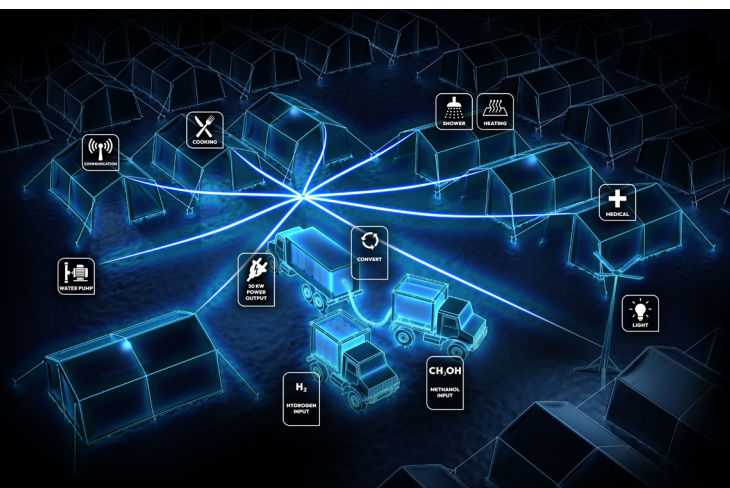 SHOWER
HEATING
COOKING
COMMUNICATION
MEDICAL
CONVERT
WATER PUMP
50 KW
POWER
OUTPUT
LIGHT
CH₃OH
METHANOL
INPUT
H₂
HYDROGEN
INPUT